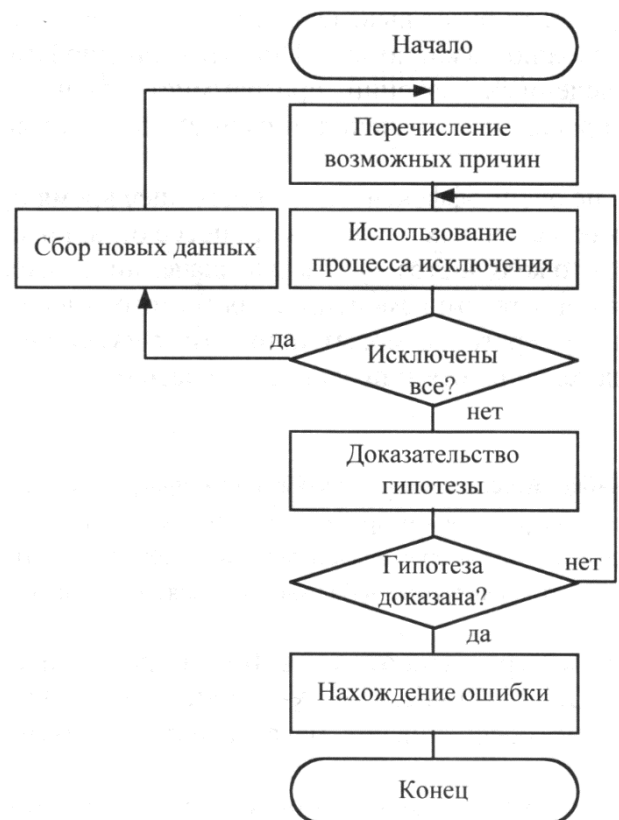 Начало
Перечисление
возможных причин
Сбор новых данных
Использование
процесса исключения
да
Исключены
все?
нет
Доказательство
гипотезы
Гипотеза
доказана?
нет
да
Нахождение ошибки
Конец